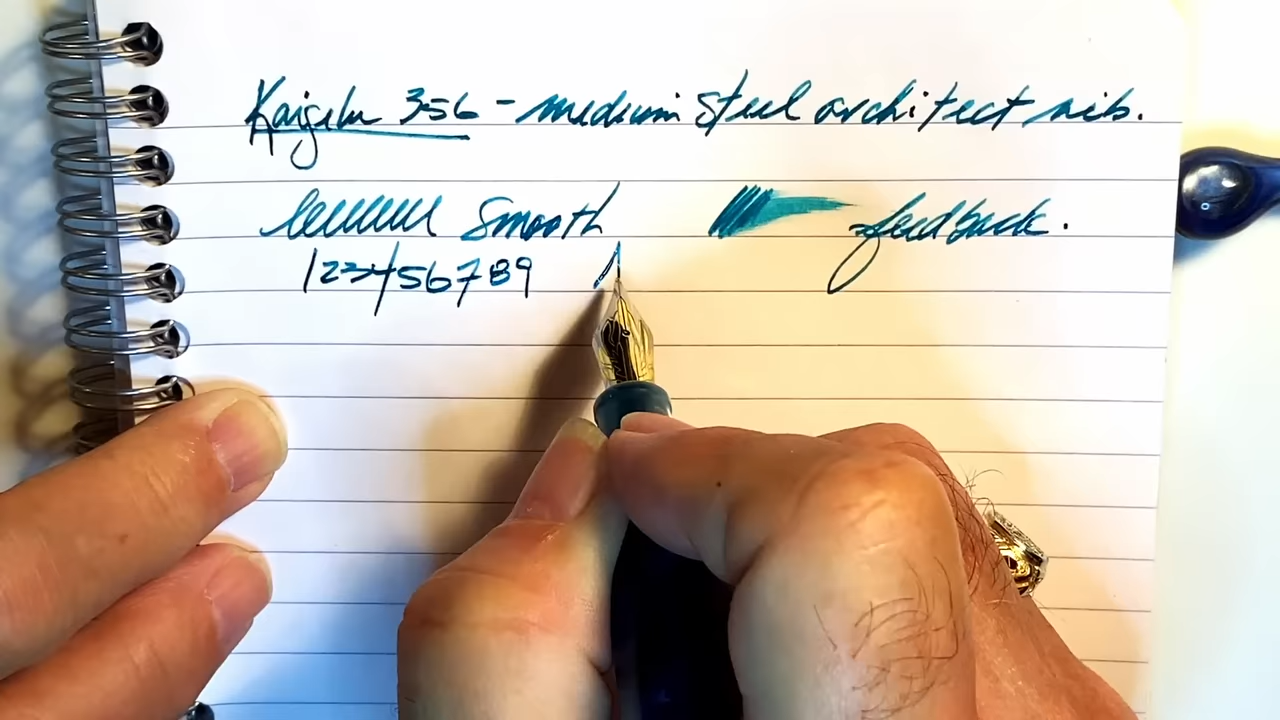 Kaigelu 356 - medium steel architect nib.
Smooth feedback.
123456789